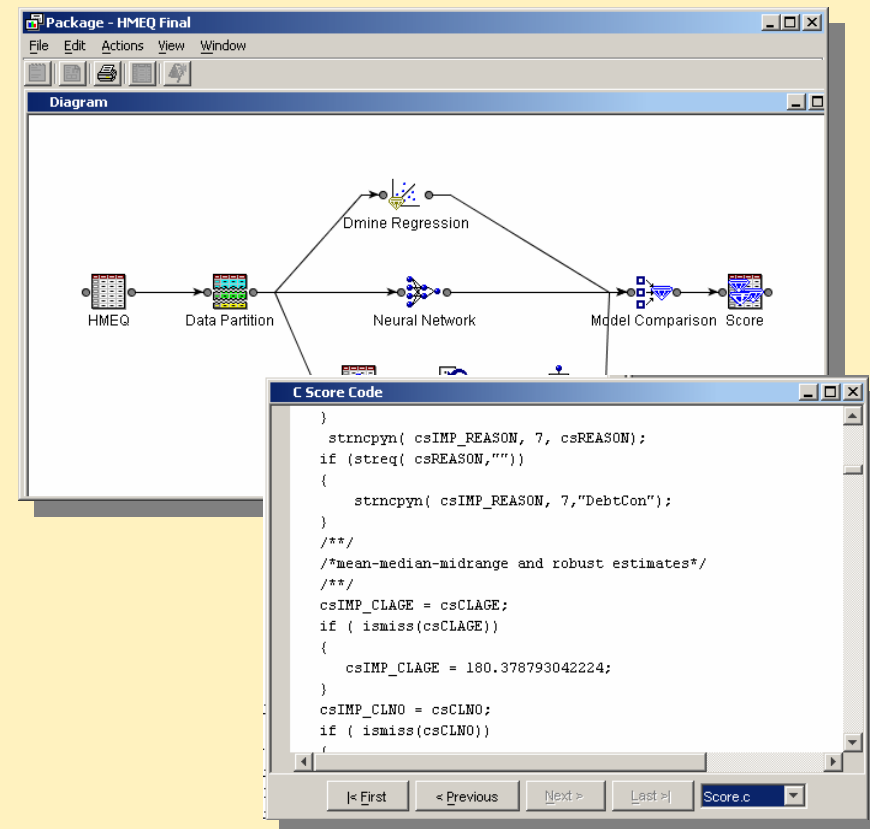 Package - HMEQ Final
File Edit Actions View Window
Diagram
Dmine Regression
HMEQ Data Partition Neural Network Model Comparison Score
C Score Code
}
strncpyn( csIMP_REASON, 7, csREASON);
if (streq( csREASON,""))
{
strncpyn( csIMP_REASON, 7,"DebtCon");
}
/**/
/*mean-median-midrange and robust estimates*/
/**/
csIMP_CLAGE = csCLAGE;
if ( ismiss(csCLAGE))
{
csIMP_CLAGE = 180.378793042224;
}
csIMP_CLNO = csCLNO;
if ( ismiss(csCLNO))
{
|< First < Previous Next > Last >| Score.c